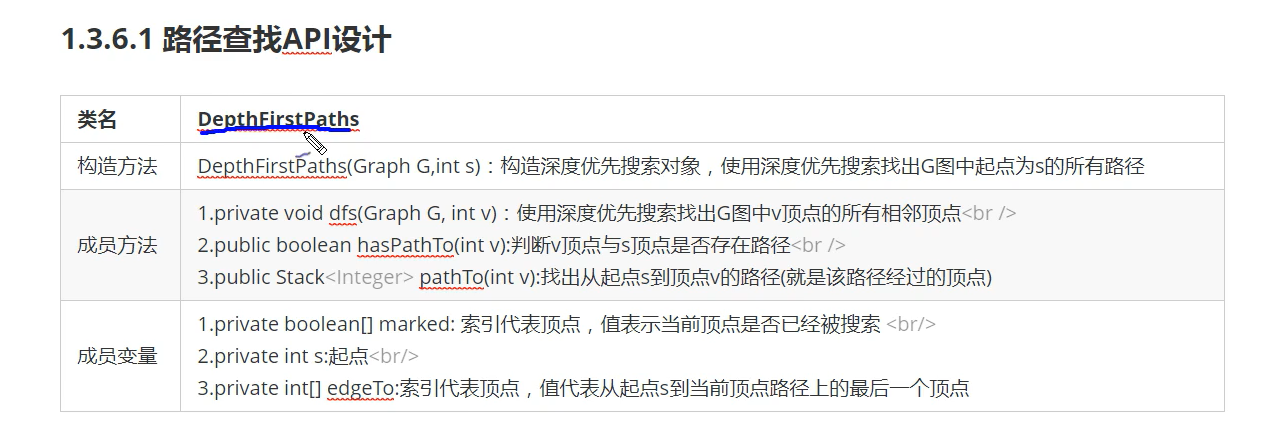 1.3.6.1 路径查找API设计
类名 DepthFirstPaths
构造方法 DepthFirstPaths(Graph G,int s)：构造深度优先搜索对象，使用深度优先搜索找出G图中起点为s的所有路径
成员方法
1.private void dfs(Graph G, int v)：使用深度优先搜索找出G图中v顶点的所有相邻顶点<br />
2.public boolean hasPathTo(int v):判断v顶点与s顶点是否存在路径<br />
3.public Stack<Integer> pathTo(int v):找出从起点s到顶点v的路径(就是该路径经过的顶点)
成员变量
1.private boolean[] marked: 索引代表顶点，值表示当前顶点是否已经被搜索 <br/>
2.private int s:起点<br/>
3.private int[] edgeTo:索引代表顶点，值代表从起点s到当前顶点路径上的最后一个顶点